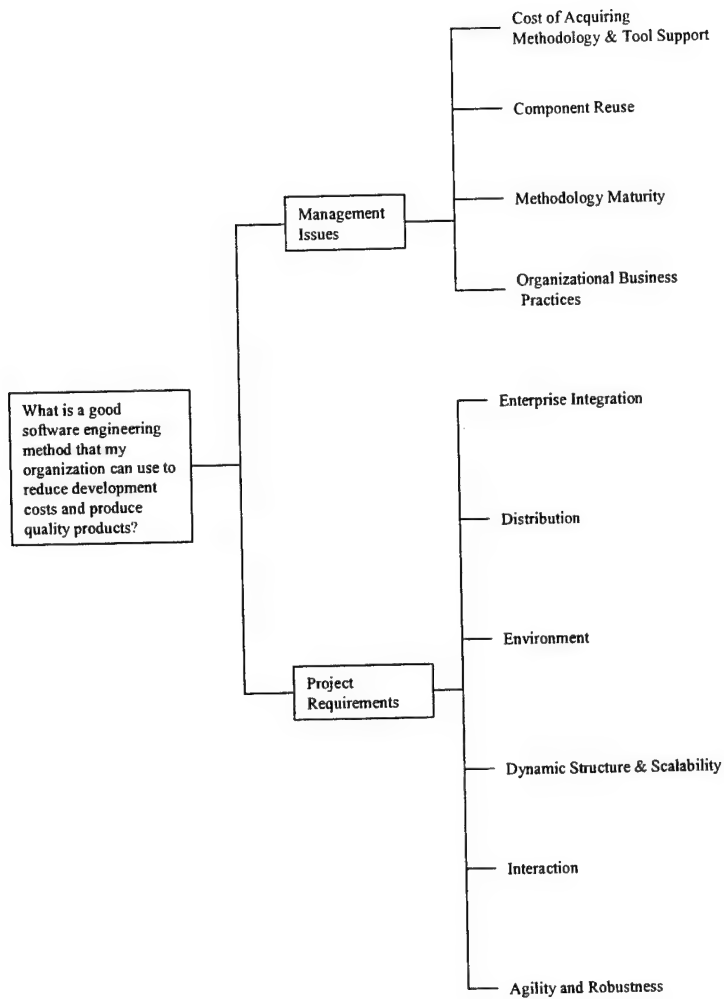 What is a good
software engineering
method that my
organization can use to
reduce development
costs and produce
quality products?
Management
Issues
Cost of Acquiring
Methodology & Tool Support
Component Reuse
Methodology Maturity
Organizational Business
Practices
Project
Requirements
Enterprise Integration
Distribution
Environment
Dynamic Structure & Scalability
Interaction
Agility and Robustness